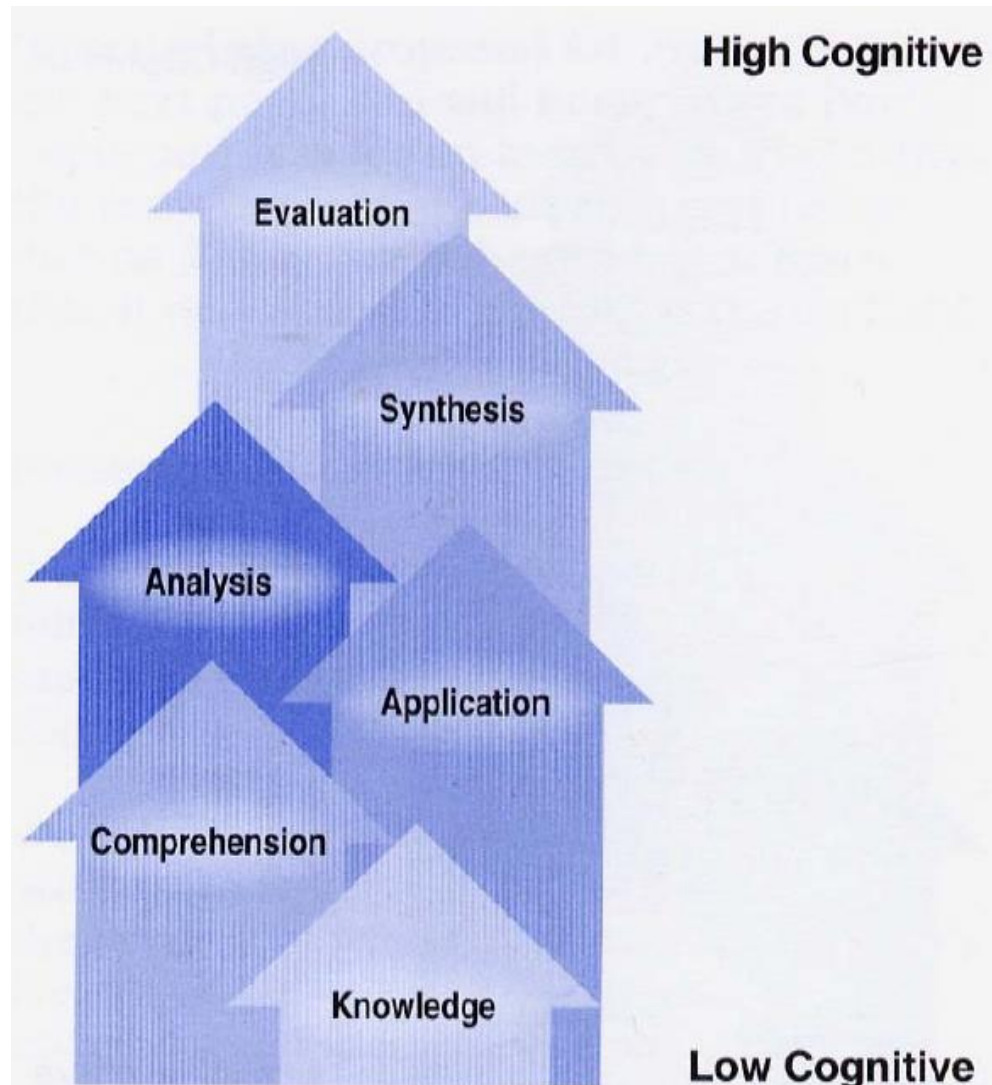 High Cognitive
Evaluation
Synthesis
Analysis
Application
Comprehension
Knowledge
Low Cognitive